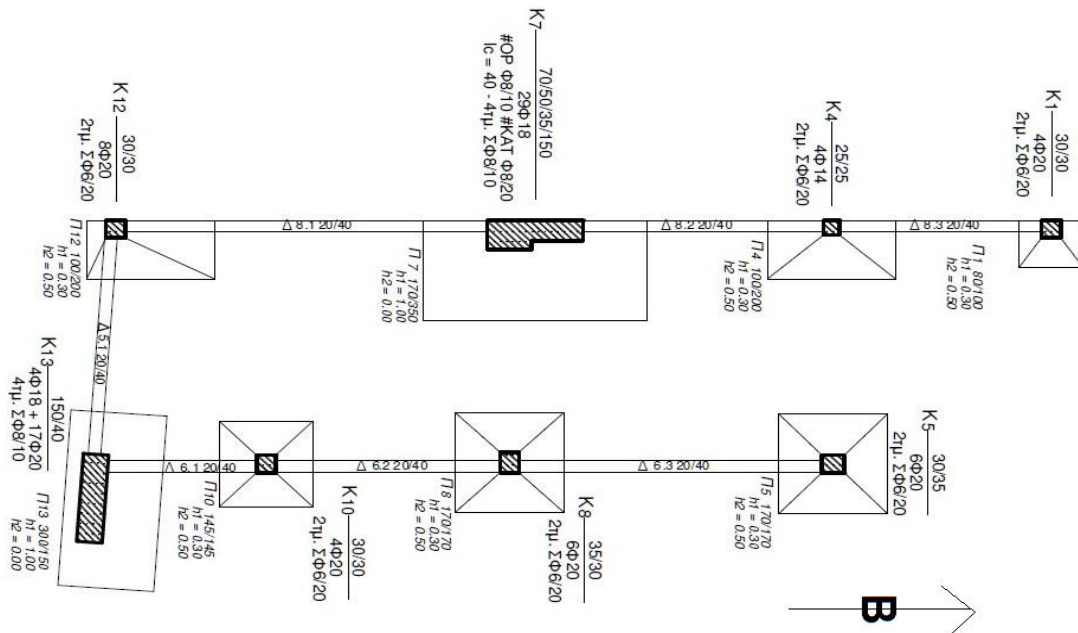 K7
70/50/35/150
29Φ18
#ΟΡ Φ8/10 #ΚΑΤ Φ8/20
lc = 40 - 4τμ. ΣΦ8/10
K12
30/30
8Φ20
2τμ. ΣΦ6/20
K4
25/25
4Φ14
2τμ. ΣΦ6/20
K1
30/30
4Φ20
2τμ. ΣΦ6/20
Δ 8.1 20/40
Δ 8.2 20/40
Δ 8.3 20/40
Π12 100/200
h1 = 0.30
h2 = 0.50
Π 7 170/350
h1 = 1.00
h2 = 0.00
Π4 100/200
h1 = 0.30
h2 = 0.50
Π1 80/100
h1 = 0.30
h2 = 0.50
Δ 5.1 20/40
K13
150/40
4Φ18 + 17Φ20
4τμ. ΣΦ8/10
Π13 300/150
h1 = 1.00
h2 = 0.00
Δ 6.1 20/40
Δ 6.2 20/40
Δ 6.3 20/40
Π10 145/145
h1 = 0.30
h2 = 0.50
Π8 170/170
h1 = 0.30
h2 = 0.50
Π5 170/170
h1 = 0.30
h2 = 0.50
K5
30/35
6Φ20
2τμ. ΣΦ6/20
K10
30/30
4Φ20
2τμ. ΣΦ6/20
K8
35/30
6Φ20
2τμ. ΣΦ6/20
Β